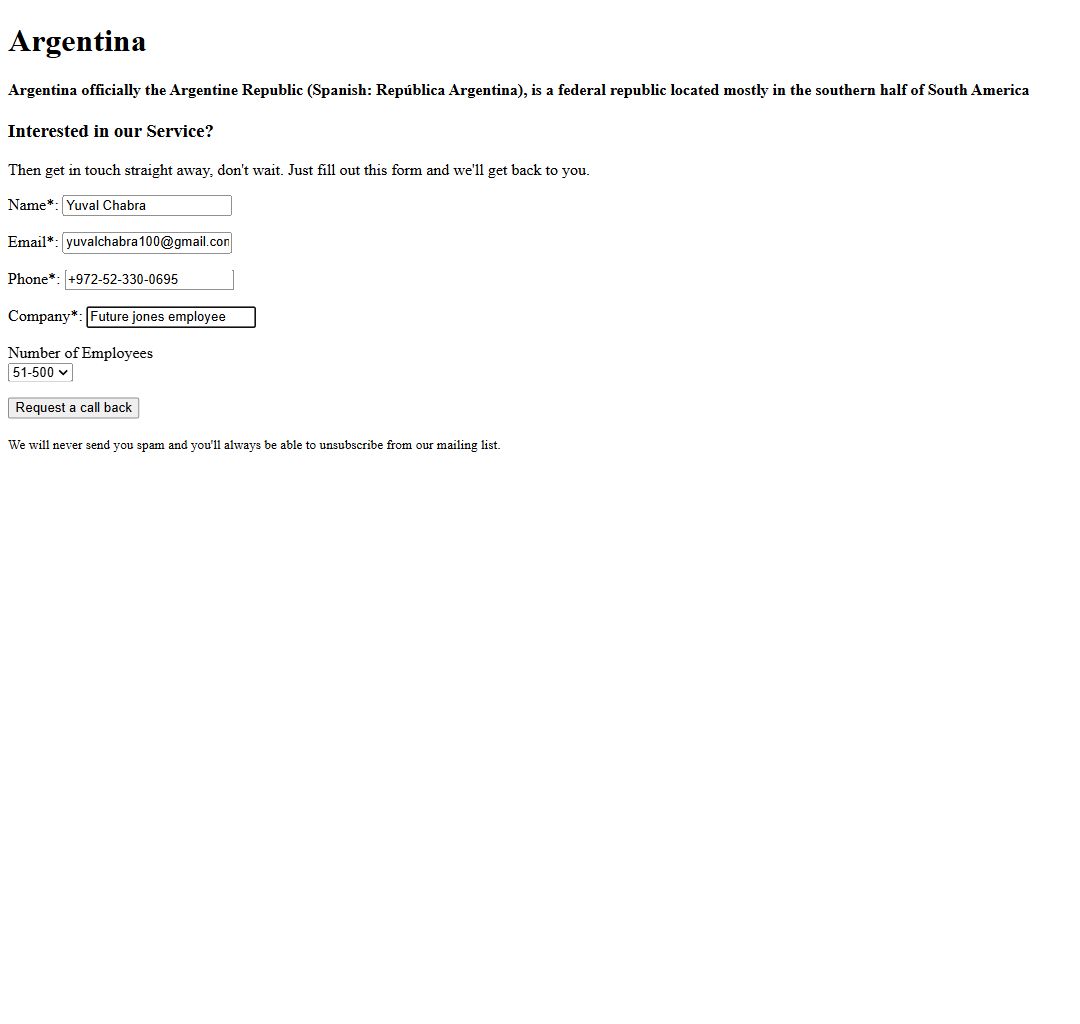 Argentina
Argentina officially the Argentine Republic (Spanish: República Argentina), is a federal republic located mostly in the southern half of South America
Interested in our Service?
Then get in touch straight away, don't wait. Just fill out this form and we'll get back to you.
Name*: Yuval Chabra
Email*: yuvalchabra100@gmail.com
Phone*: +972-52-330-0695
Company*: Future jones employee
Number of Employees
51-500
Request a call back
We will never send you spam and you'll always be able to unsubscribe from our mailing list.